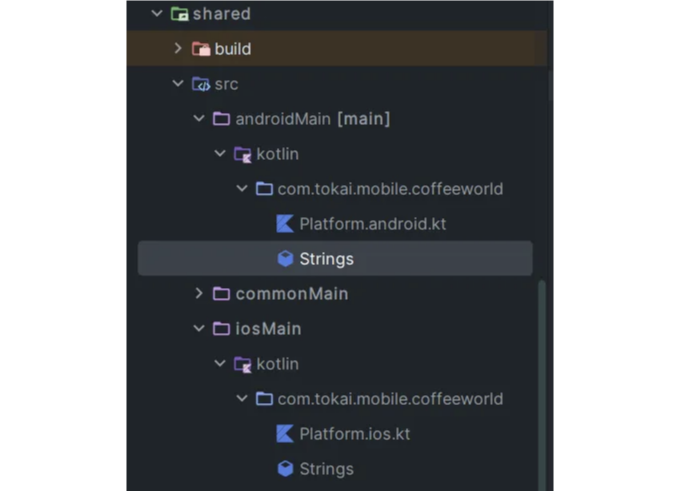 shared
build
src
androidMain [main]
kotlin
com.tokai.mobile.coffeeworld
Platform.android.kt
Strings
commonMain
iosMain
kotlin
com.tokai.mobile.coffeeworld
Platform.ios.kt
Strings